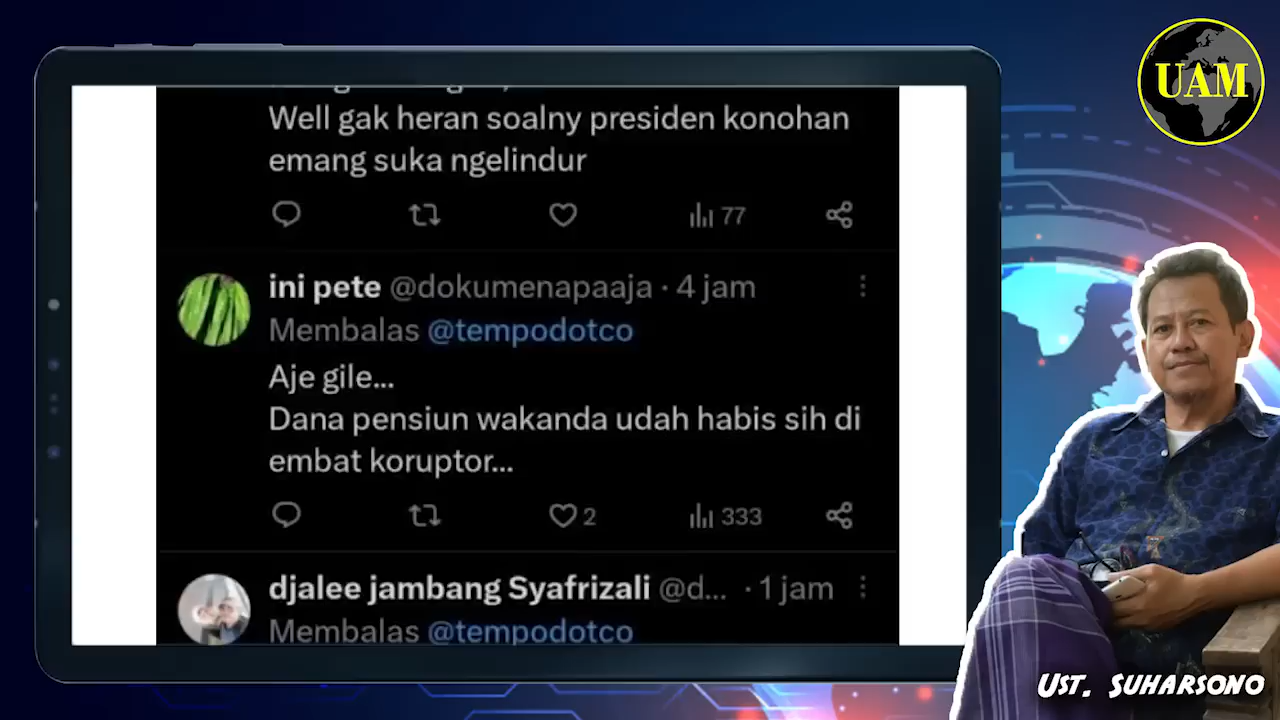 UAM
Well gak heran soalny presiden konohan
emang suka ngelindur
77
ini pete @dokumenapaaja · 4 jam
Membalas @tempodotco
Aje gile...
Dana pensiun wakanda udah habis sih di
embat koruptor...
2
333
djalee jambang Syafrizali @d... · 1 jam
Membalas @tempodotco
Ust. Suharsono